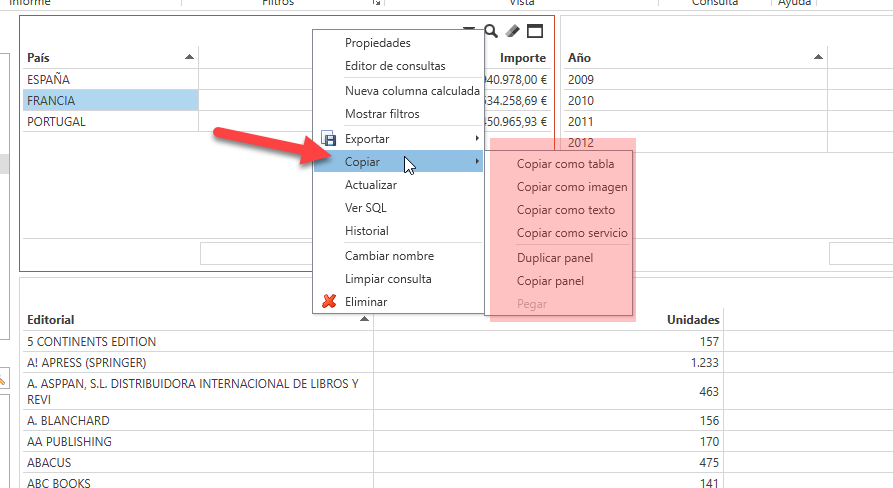 Informe Filtros Vista Consulta Ayuda
País Importe
ESPAÑA 940.978,00 €
FRANCIA 534.258,69 €
PORTUGAL 450.965,93 €
Año
2009
2010
2011
2012
Propiedades
Editor de consultas
Nueva columna calculada
Mostrar filtros
Exportar
Copiar
Actualizar
Ver SQL
Historial
Cambiar nombre
Limpiar consulta
Eliminar
Copiar como tabla
Copiar como imagen
Copiar como texto
Copiar como servicio
Duplicar panel
Copiar panel
Pegar
Editorial Unidades
5 CONTINENTS EDITION 157
A! APRESS (SPRINGER) 1.233
A. ASPPAN, S.L. DISTRIBUIDORA INTERNACIONAL DE LIBROS Y
REVI 463
A. BLANCHARD 156
AA PUBLISHING 170
ABACUS 475
ABC BOOKS 141